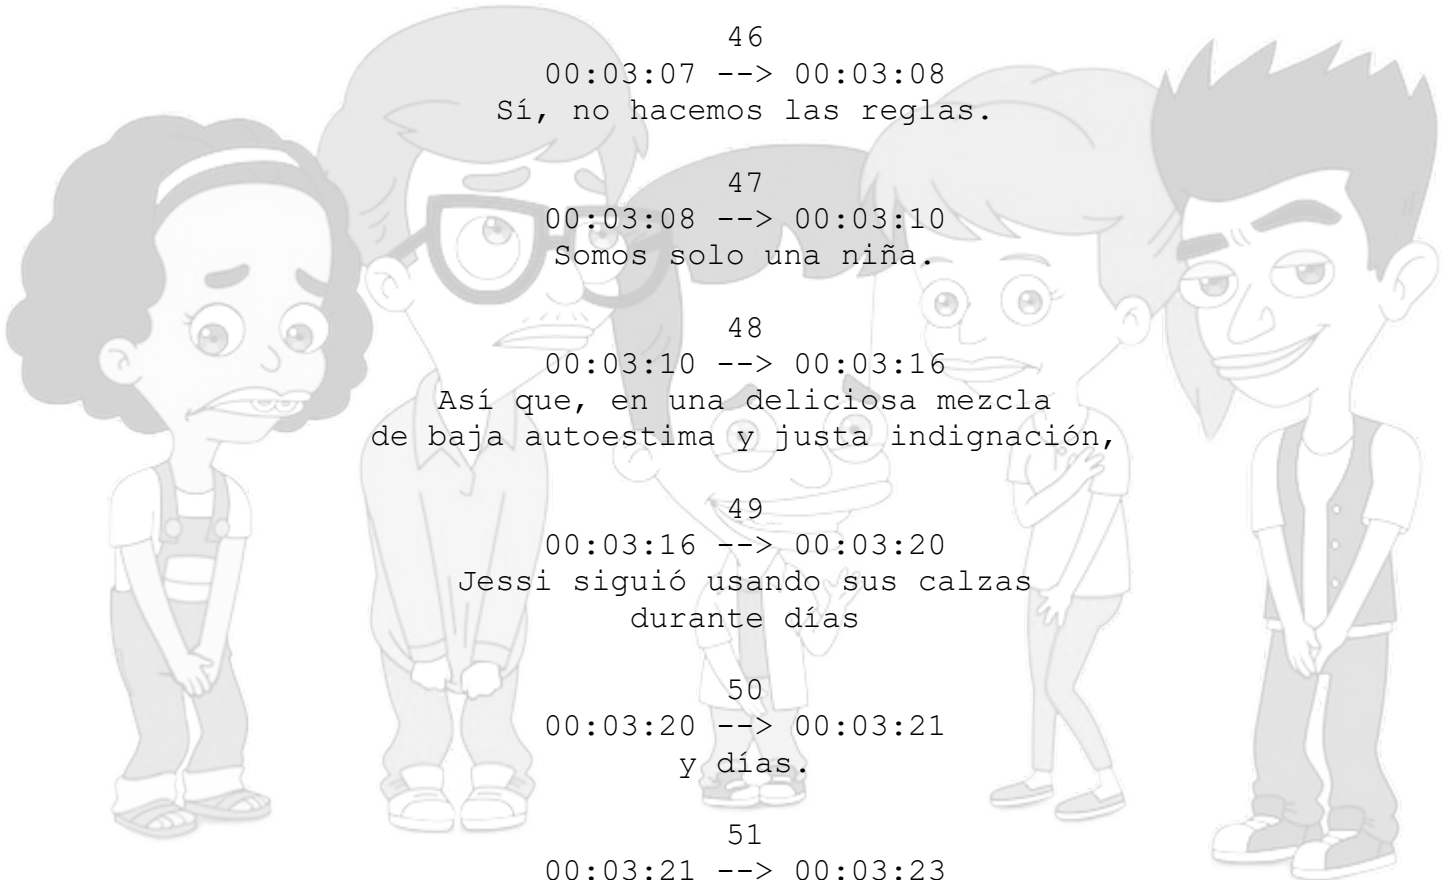 46
00:03:07 --> 00:03:08
Sí, no hacemos las reglas.
47
00:03:08 --> 00:03:10
Somos solo una niña.
48
00:03:10 --> 00:03:16
Así que, en una deliciosa mezcla
de baja autoestima y justa indignación,
49
00:03:16 --> 00:03:20
Jessi siguió usando sus calzas
durante días
50
00:03:20 --> 00:03:21
y días.
51
00:03:21 --> 00:03:23